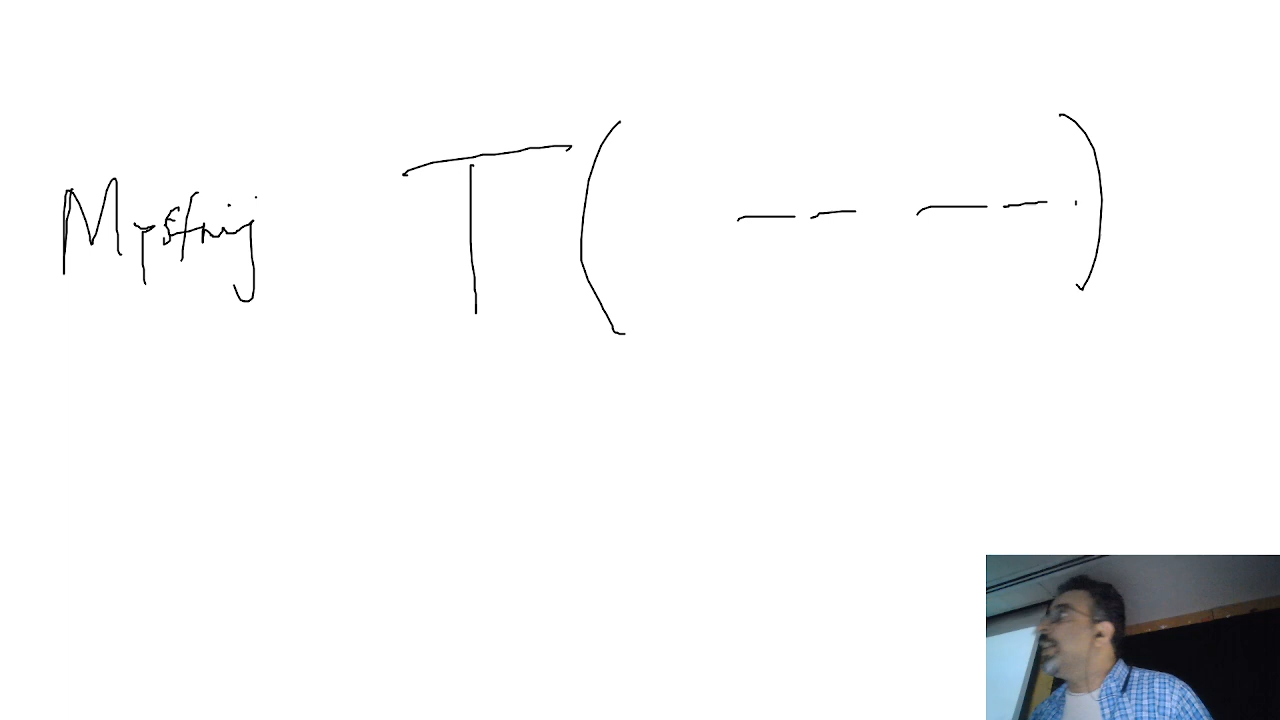 Mystring T( -- -- . )